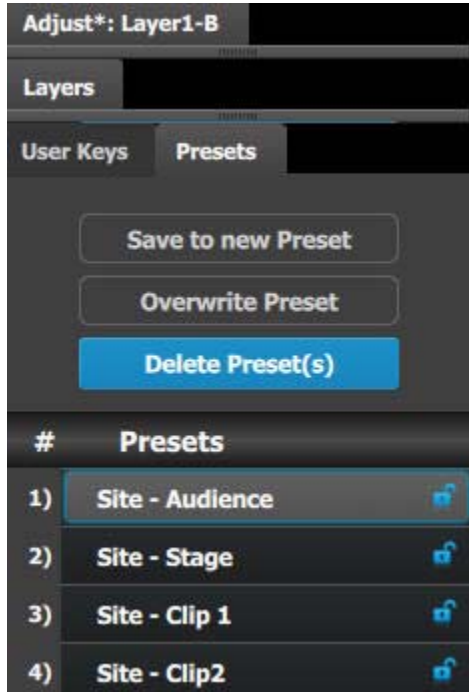 Adjust*: Layer1-B
Layers
User Keys Presets
Save to new Preset
Overwrite Preset
Delete Preset(s)
# Presets
1) Site - Audience
2) Site - Stage
3) Site - Clip 1
4) Site - Clip2